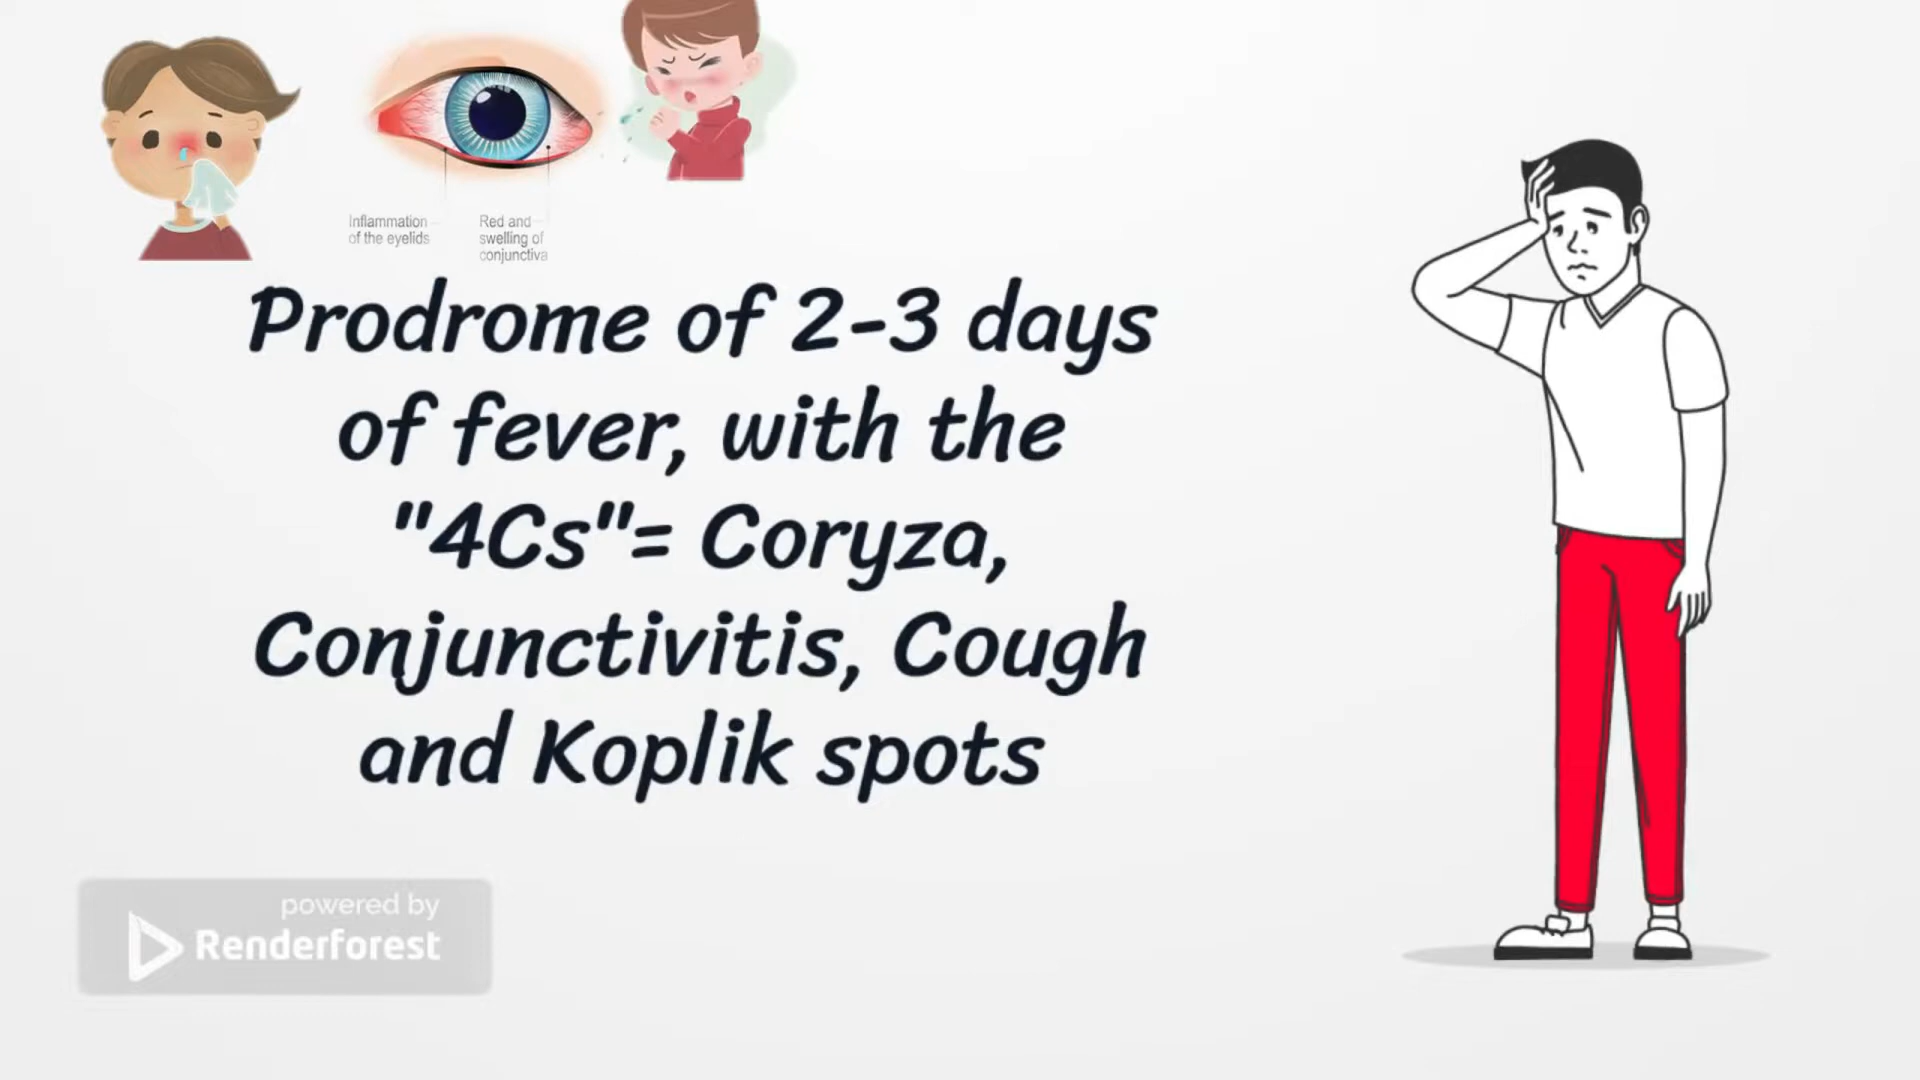 Inflammation
of the eyelids
Red and
swelling of
conjunctiva
Prodrome of 2-3 days
of fever, with the
"4Cs"= Coryza,
Conjunctivitis, Cough
and Koplik spots
powered by
Renderforest